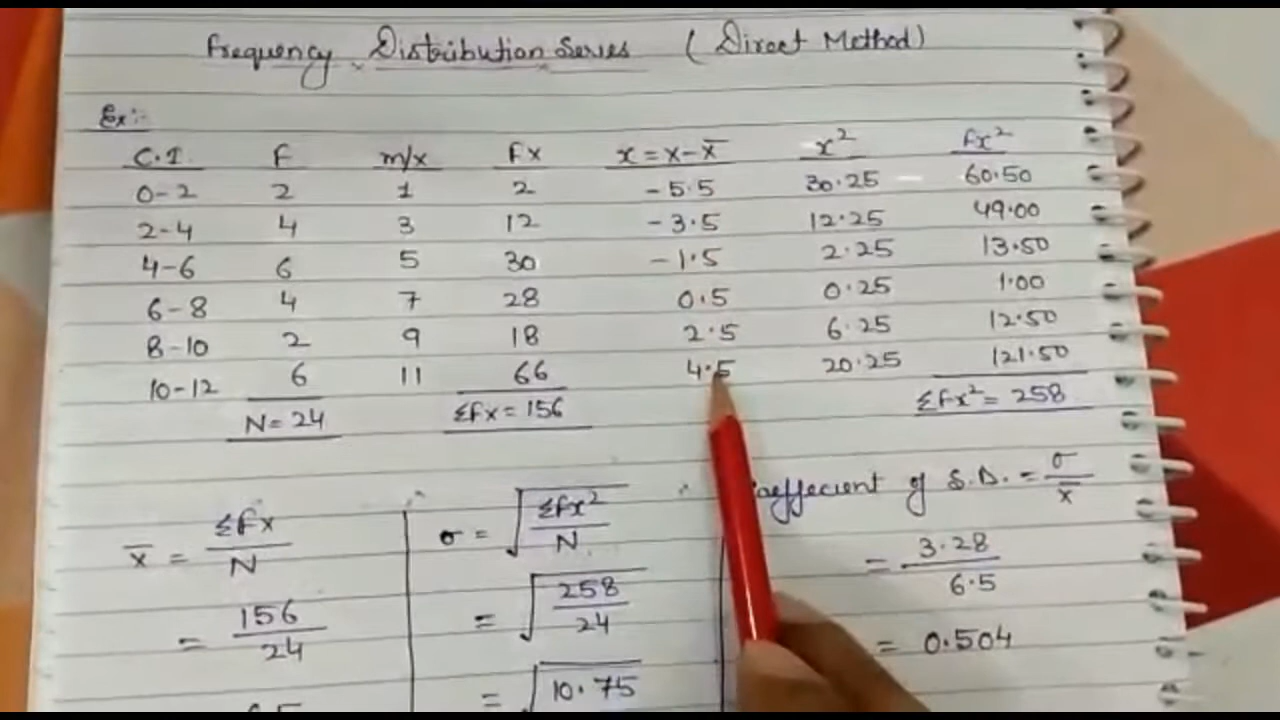 Frequency Distribution Series (Direct Method)
Ex:-
C.I F m/x Fx x = x - x̄ x² Fx²
0-2 2 1 2 -5.5 30.25 60.50
2-4 4 3 12 -3.5 12.25 49.00
4-6 6 5 30 -1.5 2.25 13.50
6-8 4 7 28 0.5 0.25 1.00
8-10 2 9 18 2.5 6.25 12.50
10-12 6 11 66 4.5 20.25 121.50
N = 24 ΣFx = 156 ΣFx² = 258
x̄ = ΣFx / N
= 156 / 24
σ = √(ΣFx² / N)
= √(258 / 24)
= √10.75
of S.D. = σ / x̄
= 3.28 / 6.5
= 0.504